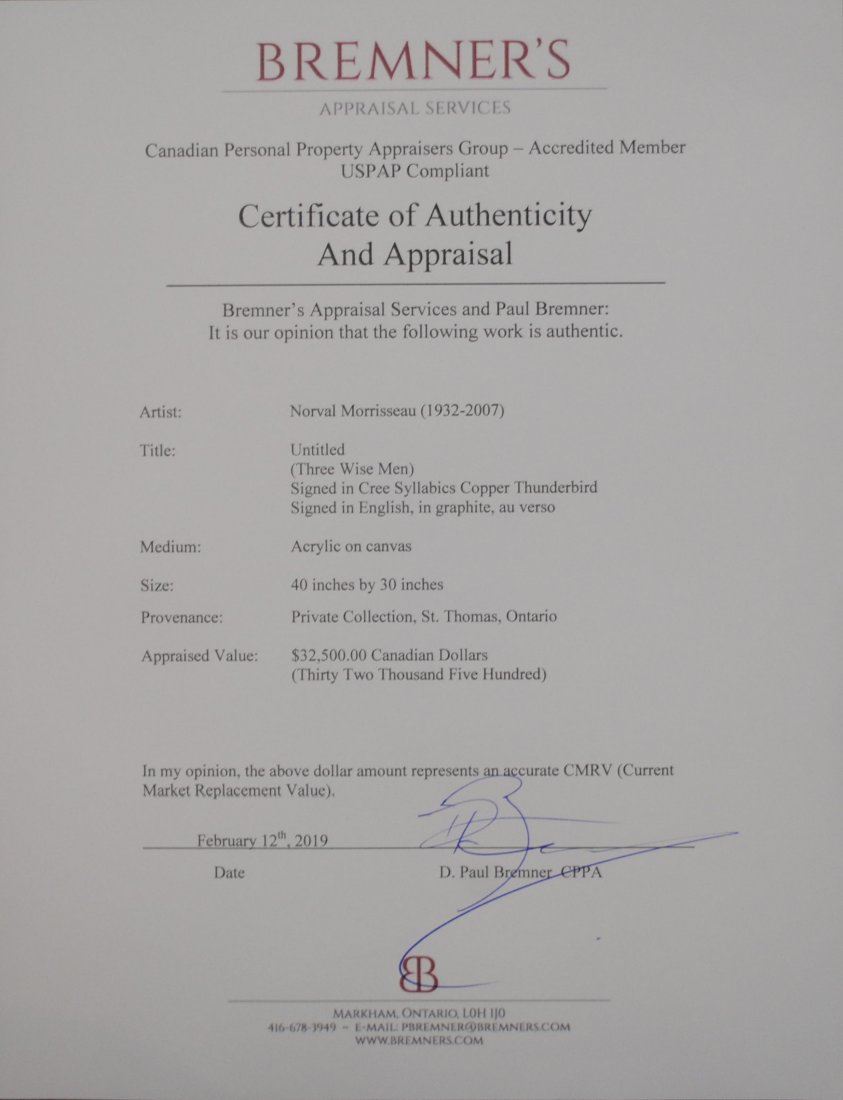 BREMNER'S
APPRAISAL SERVICES
Canadian Personal Property Appraisers Group – Accredited Member
USPAP Compliant
Certificate of Authenticity
And Appraisal
Bremner's Appraisal Services and Paul Bremner:
It is our opinion that the following work is authentic.
Artist: Norval Morrisseau (1932-2007)
Title: Untitled
(Three Wise Men)
Signed in Cree Syllabics Copper Thunderbird
Signed in English, in graphite, au verso
Medium: Acrylic on canvas
Size: 40 inches by 30 inches
Provenance: Private Collection, St. Thomas, Ontario
Appraised Value: $32,500.00 Canadian Dollars
(Thirty Two Thousand Five Hundred)
In my opinion, the above dollar amount represents an accurate CMRV (Current
Market Replacement Value).
February 12th, 2019
Date D. Paul Bremner CPPA
MARKHAM, ONTARIO, L0H 1J0
416-678-3949 ~ E-MAIL: PBREMNER@BREMNERS.COM
WWW.BREMNERS.COM